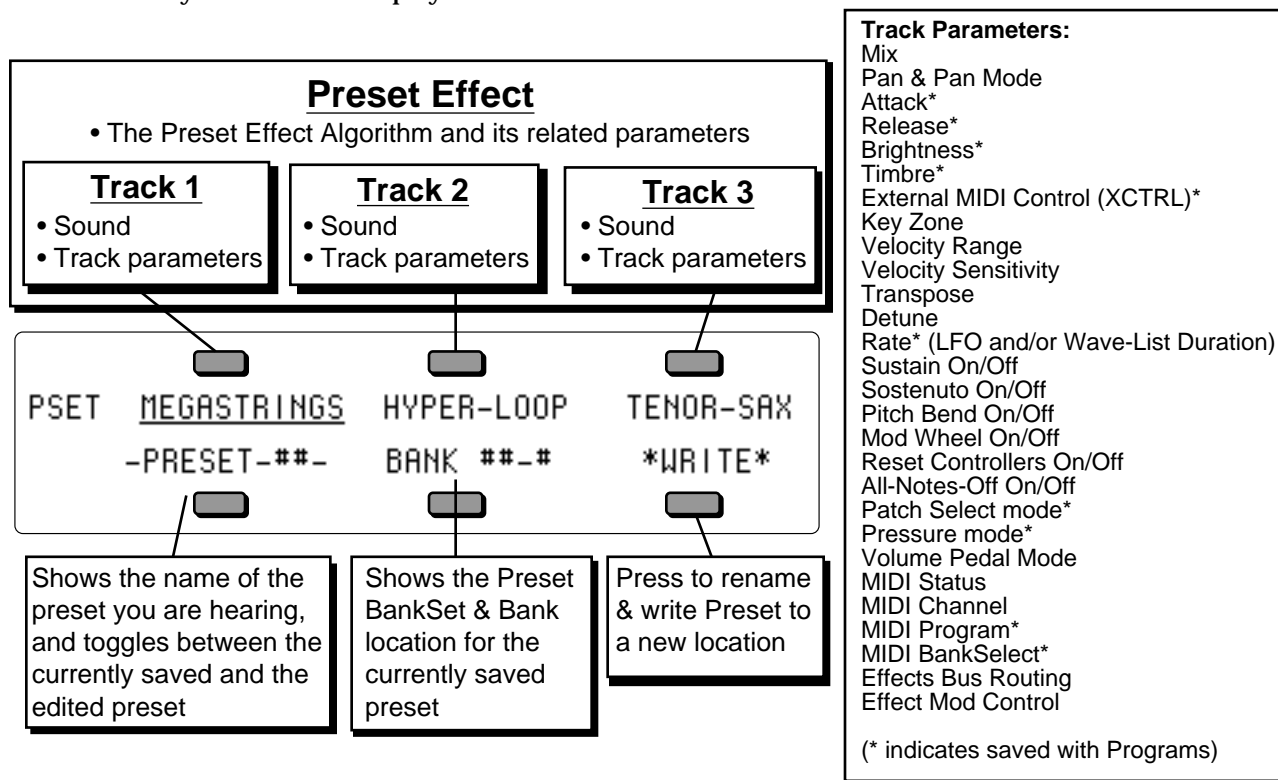 Preset Effect
• The Preset Effect Algorithm and its related parameters
Track 1
• Sound
• Track parameters
Track 2
• Sound
• Track parameters
Track 3
• Sound
• Track parameters
PSET MEGASTRINGS HYPER-LOOP TENOR-SAX
-PRESET-##- BANK ##-# *WRITE*
Shows the name of the
preset you are hearing,
and toggles between the
currently saved and the
edited preset
Shows the Preset
BankSet & Bank
location for the
currently saved
preset
Press to rename
& write Preset to
a new location
Track Parameters:
Mix
Pan & Pan Mode
Attack*
Release*
Brightness*
Timbre*
External MIDI Control (XCTRL)*
Key Zone
Velocity Range
Velocity Sensitivity
Transpose
Detune
Rate* (LFO and/or Wave-List Duration)
Sustain On/Off
Sostenuto On/Off
Pitch Bend On/Off
Mod Wheel On/Off
Reset Controllers On/Off
All-Notes-Off On/Off
Patch Select mode*
Pressure mode*
Volume Pedal Mode
MIDI Status
MIDI Channel
MIDI Program*
MIDI BankSelect*
Effects Bus Routing
Effect Mod Control
(* indicates saved with Programs)